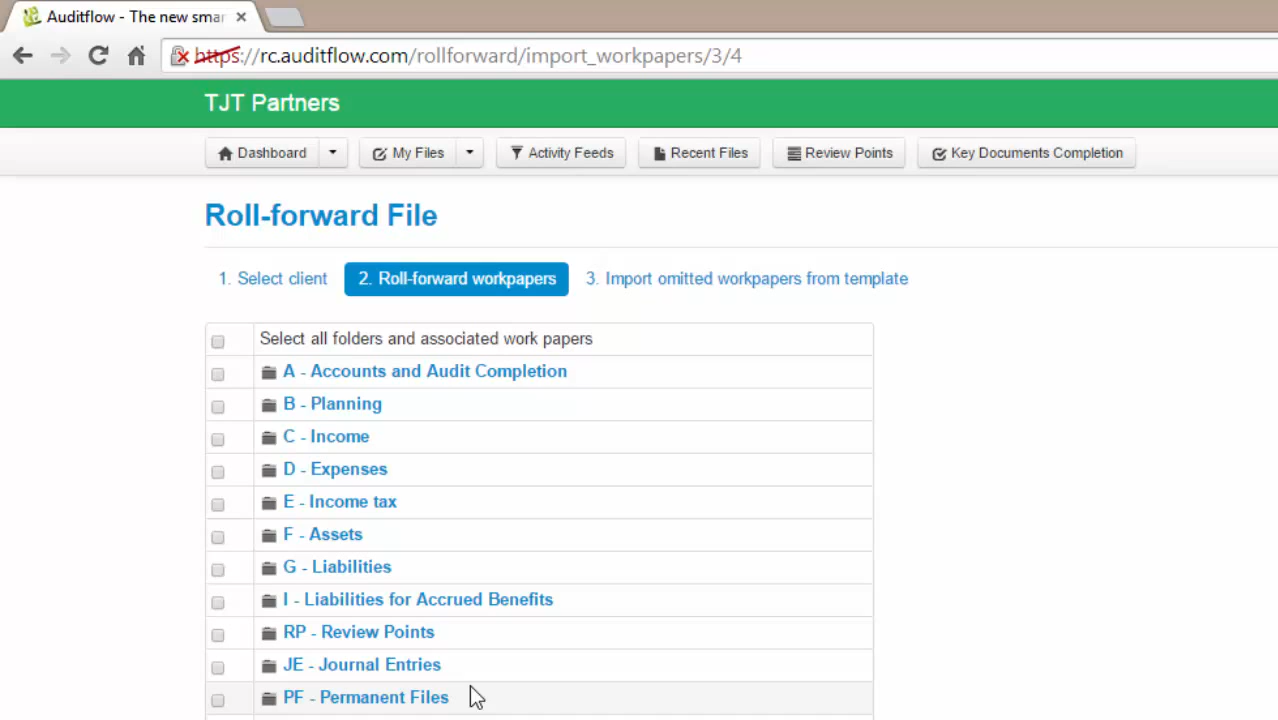 Auditflow - The new smar
https://rc.auditflow.com/rollforward/import_workpapers/3/4
TJT Partners
Dashboard My Files Activity Feeds Recent Files Review Points Key Documents Completion
Roll-forward File
1. Select client 2. Roll-forward workpapers 3. Import omitted workpapers from template
Select all folders and associated work papers
A - Accounts and Audit Completion
B - Planning
C - Income
D - Expenses
E - Income tax
F - Assets
G - Liabilities
I - Liabilities for Accrued Benefits
RP - Review Points
JE - Journal Entries
PF - Permanent Files